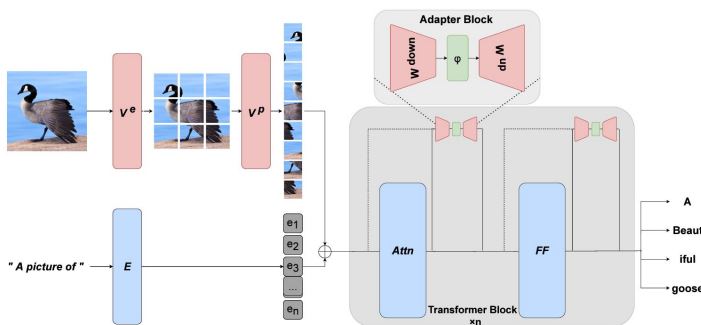 Adapter Block
W down
φ
W up
V e
V p
e1
e2
e3
...
en
" A picture of "
E
Attn
FF
A
Beaut
iful
goose
Transformer Block
×n